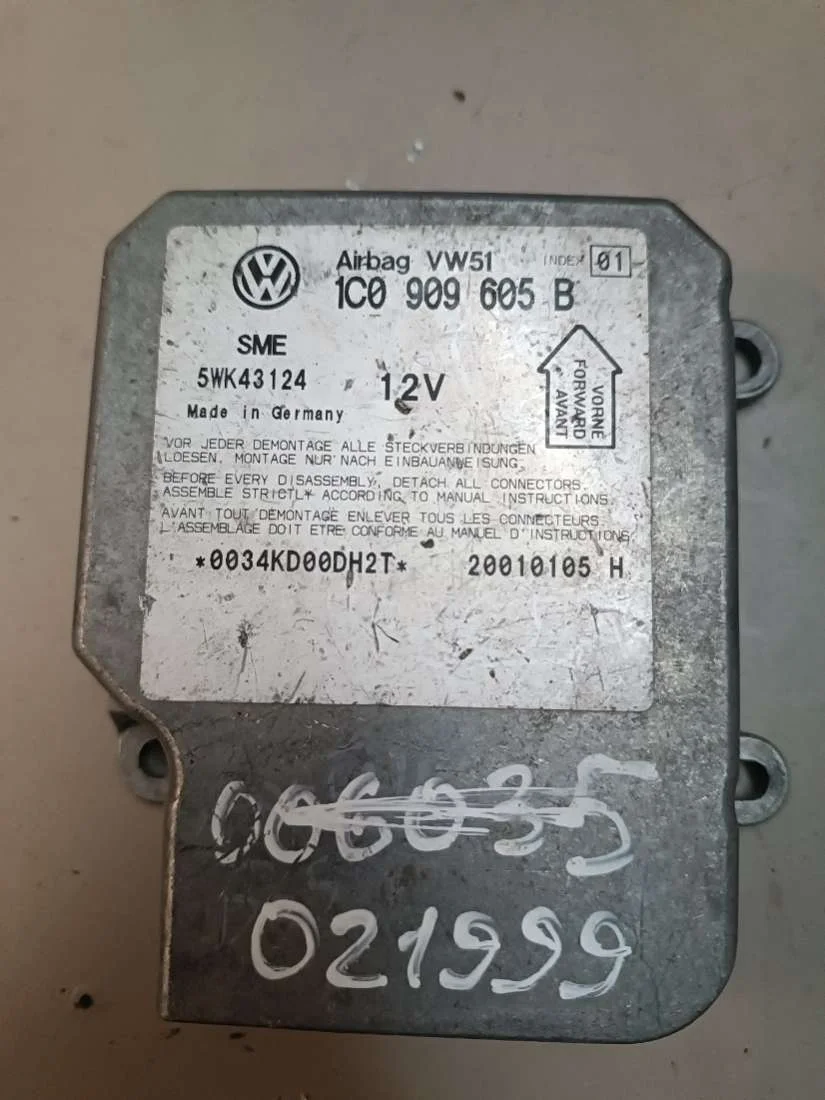 Airbag VW51 INDEX 01
1C0 909 605 B
SME
5WK43124 12V
Made in Germany
VORNE
FORWARD
AVANT
VOR JEDER DEMONTAGE ALLE STECKVERBINDUNGEN
LOESEN. MONTAGE NUR NACH EINBAUANWEISUNG.
BEFORE EVERY DISASSEMBLY, DETACH ALL CONNECTORS.
ASSEMBLE STRICTLY ACCORDING TO MANUAL INSTRUCTIONS.
AVANT TOUT DEMONTAGE ENLEVER TOUS LES CONNECTEURS.
L'ASSEMBLAGE DOIT ETRE CONFORME AU MANUEL D'INSTRUCTIONS.
*0034KD00DH2T* 20010105 H
006035
021999